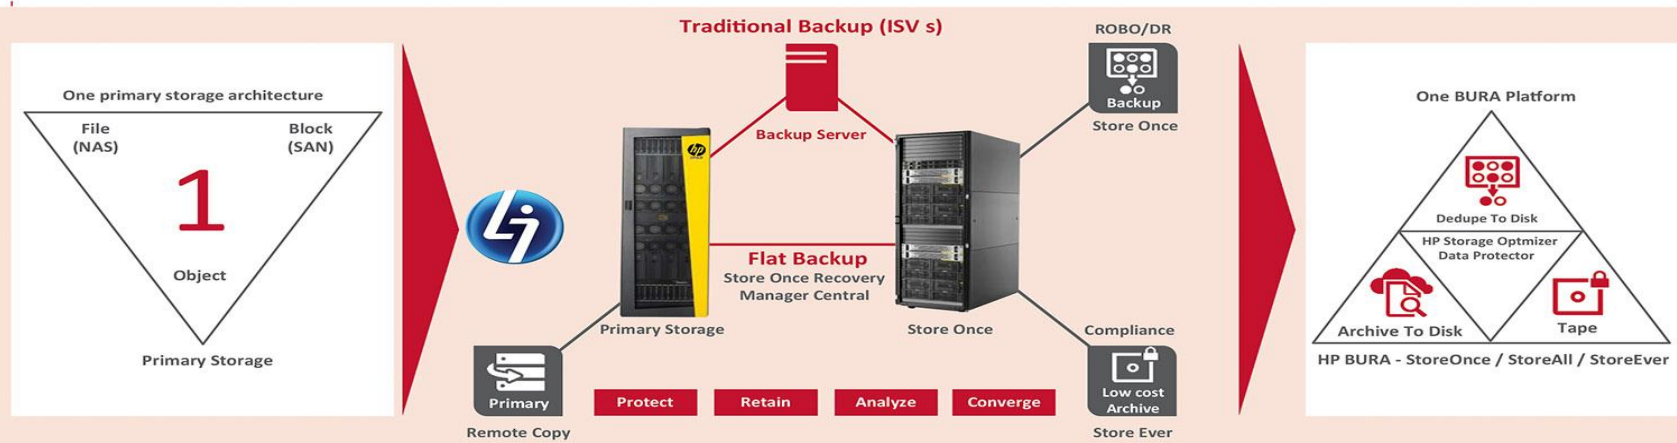 One primary storage architecture
File
(NAS)
Block
(SAN)
1
Object
Primary Storage
Traditional Backup (ISV s)
Backup Server
hp
Flat Backup
Store Once Recovery
Manager Central
Primary Storage
Store Once
Primary
Remote Copy
ROBO/DR
Backup
Store Once
Compliance
Low cost
Archive
Store Ever
Protect
Retain
Analyze
Converge
One BURA Platform
Dedupe To Disk
HP Storage Optmizer
Data Protector
Archive To Disk
Tape
HP BURA - StoreOnce / StoreAll / StoreEver